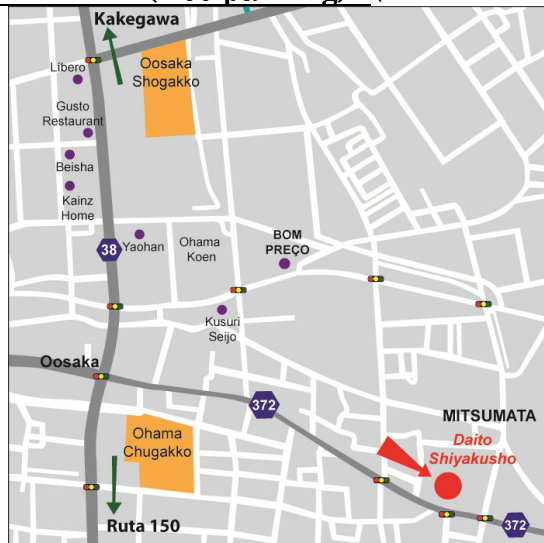 Kakegawa
Líbero
Oosaka
Shogakko
Gusto
Restaurant
Beisha
Kainz
Home
38
Yaohan
Ohama
Koen
BOM
PREÇO
Kusuri
Seijo
Oosaka
372
MITSUMATA
Ohama
Chugakko
Daito
Shiyakusho
Ruta 150
372